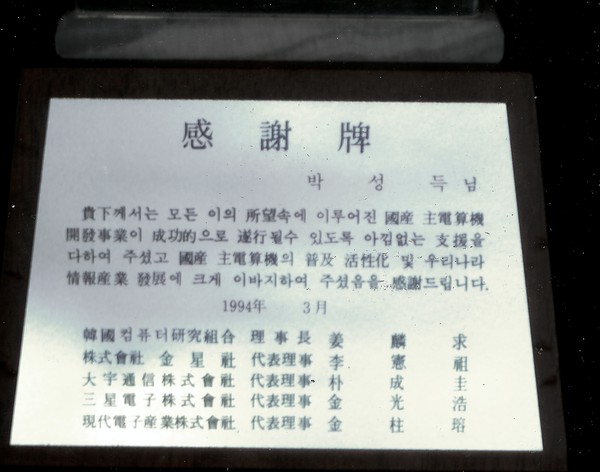 感 謝 牌
박 성 득 님
貴下께서는 모든 이의 所望속에 이루어진 國産 主電算機
開發事業이 成功的으로 遂行될수 있도록 아낌없는 支援을
다하여 주셨고 國産 主電算機의 普及 活性化 및 우리나라
情報産業 發展에 크게 이바지하여 주셨음을 感謝드립니다.
1994年 3月
韓國컴퓨터研究組合 理事長 姜 麟 求
株式會社 金星社 代表理事 李 憲 祖
大宇通信株式會社 代表理事 朴 成 圭
三星電子株式會社 代表理事 金 光 浩
現代電子産業株式會社 代表理事 金 柱 瑢